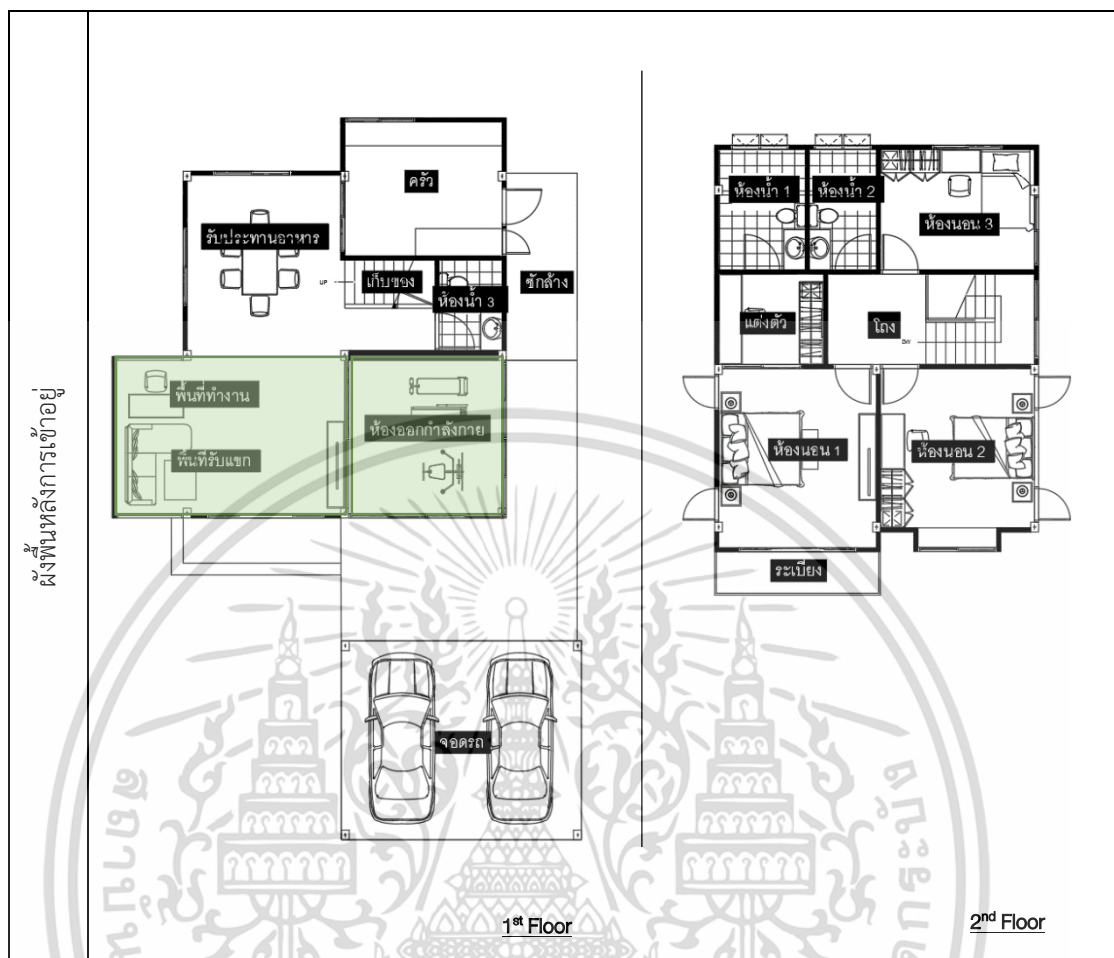 ผังพื้นหลังการเข้าอยู่
ครัว
รับประทานอาหาร
UP
เก็บของ
ห้องน้ำ 3
ซักล้าง
พื้นที่ทำงาน
ห้องออกกำลังกาย
พื้นที่รับแขก
จอดรถ
1st Floor
ห้องน้ำ 1
ห้องน้ำ 2
ห้องนอน 3
แต่งตัว
โถง
ห้องนอน 1
ห้องนอน 2
ระเบียง
2nd Floor